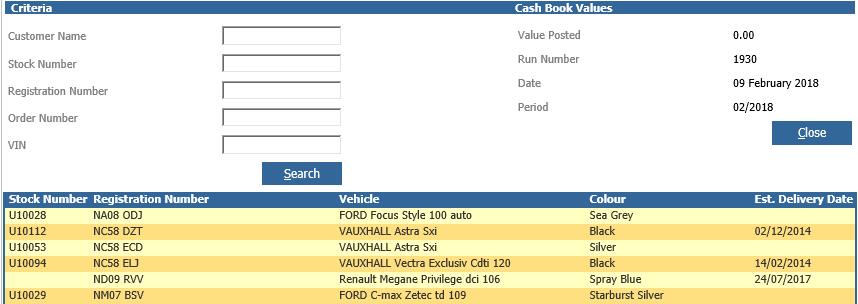 Criteria Cash Book Values
Customer Name Value Posted 0.00
Stock Number Run Number 1930
Registration Number Date 09 February 2018
Order Number Period 02/2018
VIN Close
Search
Stock Number Registration Number Vehicle Colour Est. Delivery Date
U10028 NA08 ODJ FORD Focus Style 100 auto Sea Grey
U10112 NC58 DZT VAUXHALL Astra Sxi Black 02/12/2014
U10053 NC58 ECD VAUXHALL Astra Sxi Silver
U10094 NC58 ELJ VAUXHALL Vectra Exclusiv Cdti 120 Black 14/02/2014
ND09 RVV Renault Megane Privilege dci 106 Spray Blue 24/07/2017
U10029 NM07 BSV FORD C-max Zetec td 109 Starburst Silver